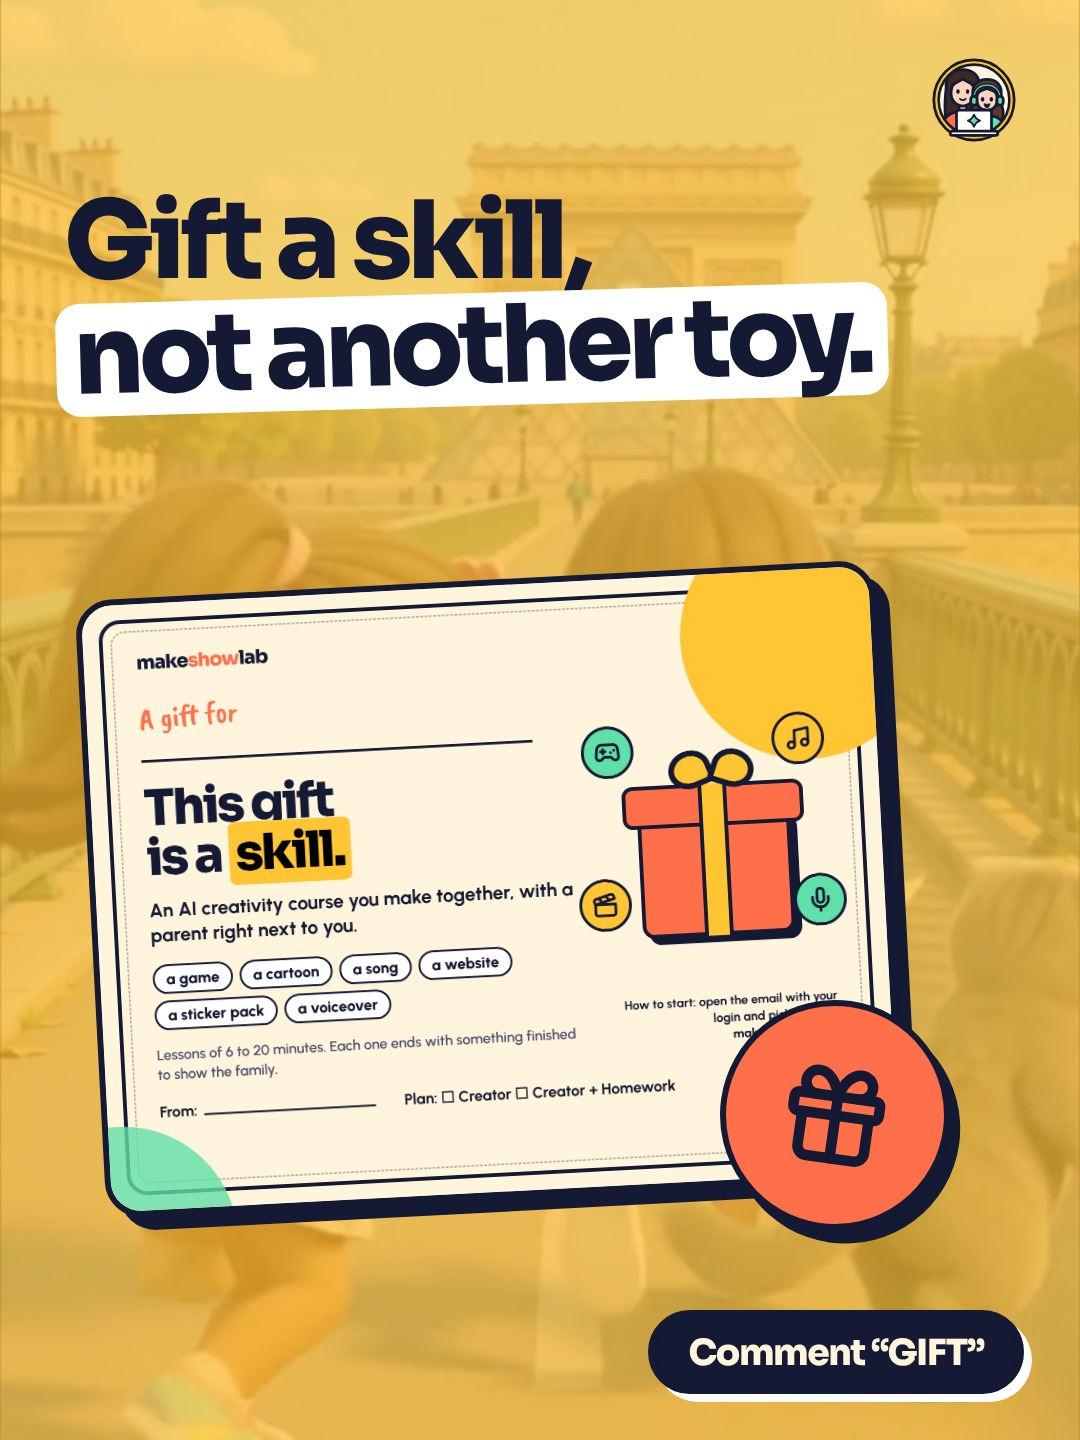 Gift a skill,
not another toy.
makeshowlab
A gift for
This gift
is a skill.
An AI creativity course you make together, with a
parent right next to you.
a game a cartoon a song a website
a sticker pack a voiceover
Lessons of 6 to 20 minutes. Each one ends with something finished
to show the family.
From: Plan: ☐ Creator ☐ Creator + Homework
How to start: open the email with your
login and
Comment “GIFT”